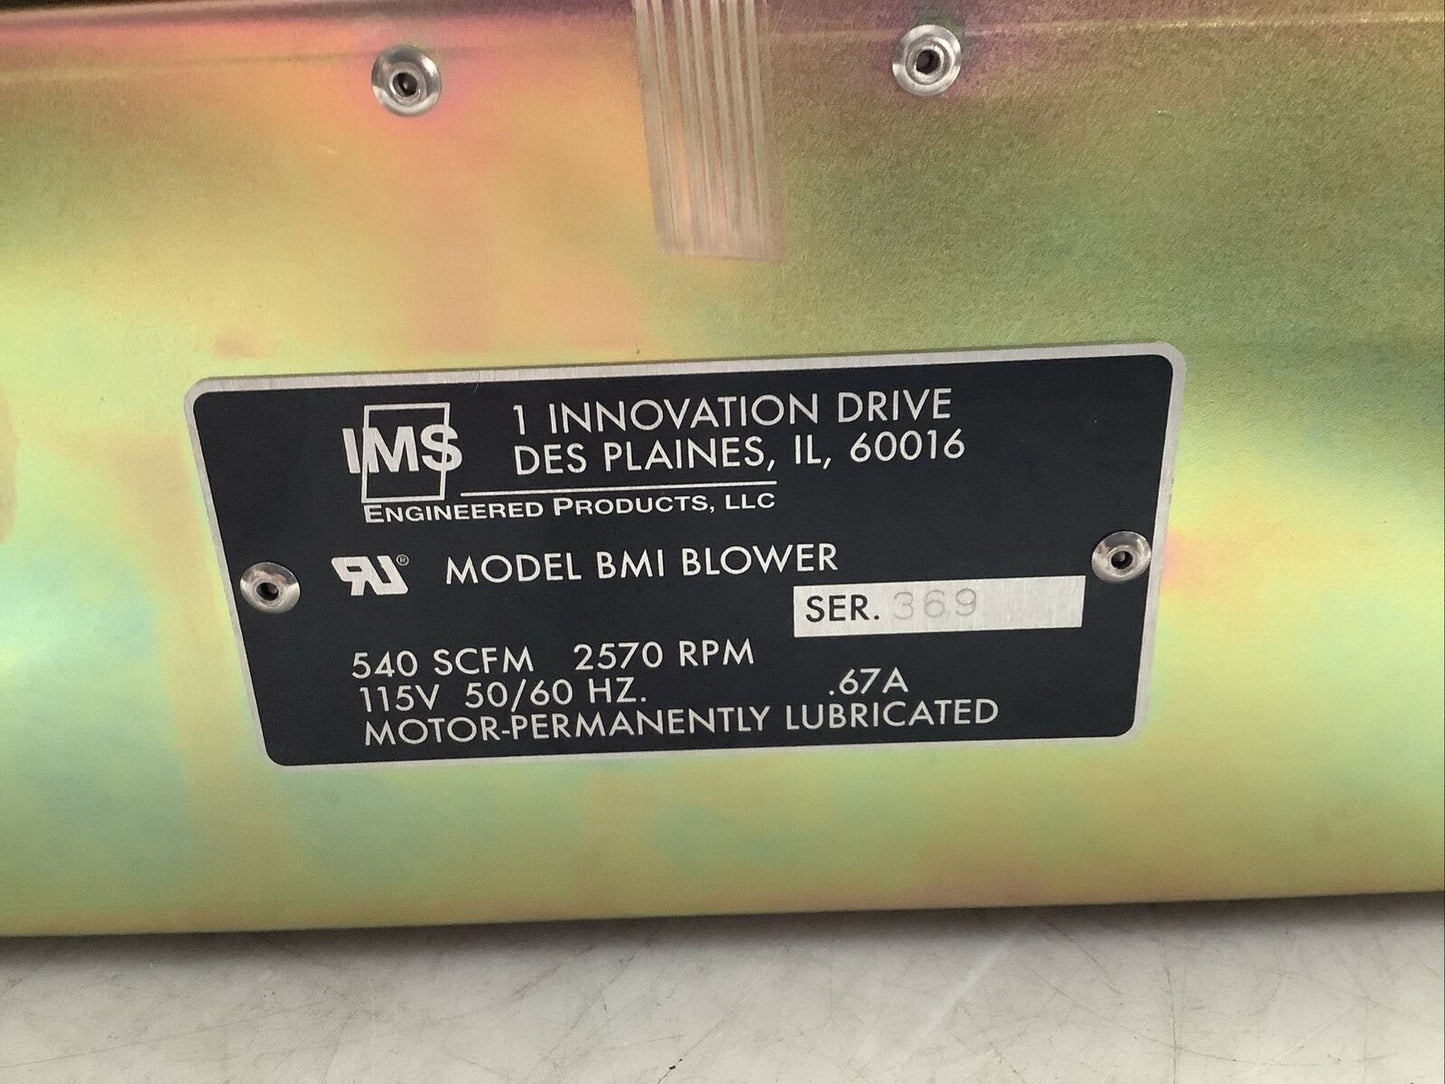 IMS
1 INNOVATION DRIVE
DES PLAINES, IL, 60016
ENGINEERED PRODUCTS, LLC
RU® MODEL BMI BLOWER
SER. 369
540 SCFM 2570 RPM
115V 50/60 HZ. .67A
MOTOR-PERMANENTLY LUBRICATED